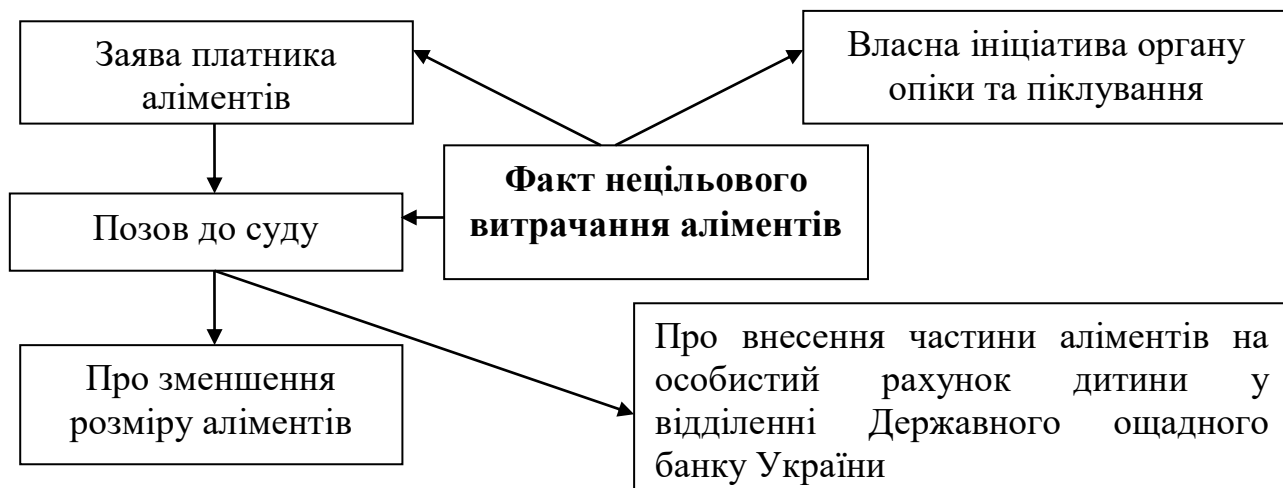 Заява платника
аліментів
Власна ініціатива органу
опіки та піклування
Факт нецільового
витрачання аліментів
Позов до суду
Про зменшення
розміру аліментів
Про внесення частини аліментів на
особистий рахунок дитини у
відділенні Державного ощадного
банку України